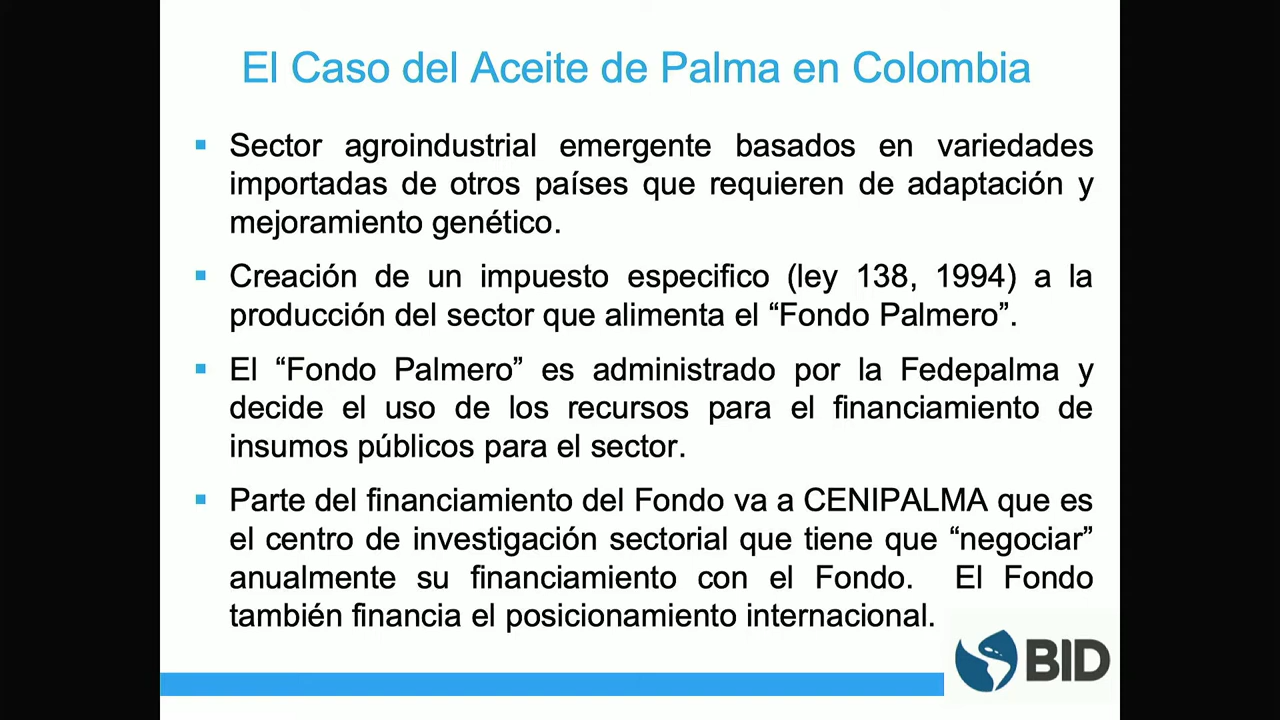 El Caso del Aceite de Palma en Colombia
▪ Sector agroindustrial emergente basados en variedades
importadas de otros países que requieren de adaptación y
mejoramiento genético.
▪ Creación de un impuesto especifico (ley 138, 1994) a la
producción del sector que alimenta el “Fondo Palmero”.
▪ El “Fondo Palmero” es administrado por la Fedepalma y
decide el uso de los recursos para el financiamiento de
insumos públicos para el sector.
▪ Parte del financiamiento del Fondo va a CENIPALMA que es
el centro de investigación sectorial que tiene que “negociar”
anualmente su financiamiento con el Fondo. El Fondo
también financia el posicionamiento internacional.
BID